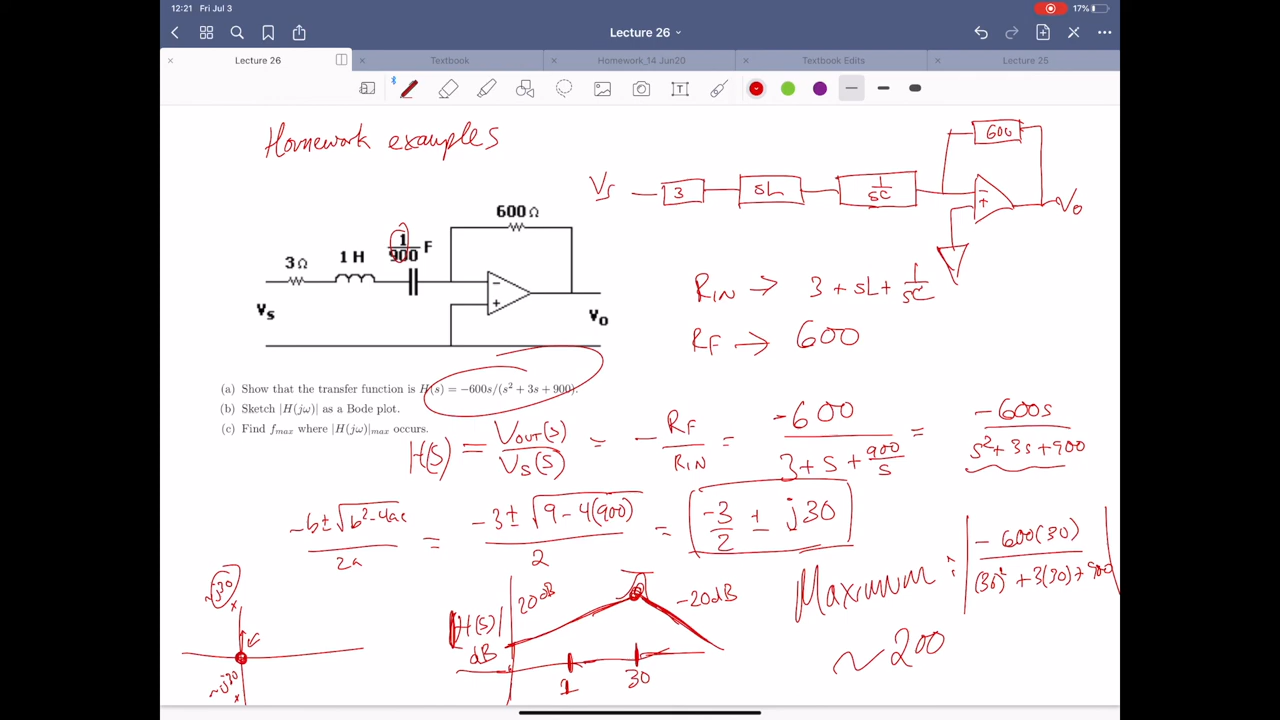 12:21 Fri Jul 3
17%
Lecture 26
Lecture 26
Textbook
Homework_14 Jun20
Textbook Edits
Lecture 25
Homework examples
Vs
3
sL
1/sC
600
−
+
Vo
600 Ω
3 Ω
1 H
1/900 F
Vs
−
+
Vo
RIN → 3 + sL + 1/sC
RF → 600
(a) Show that the transfer function is H(s) = −600s/(s² + 3s + 900).
(b) Sketch |H(jω)| as a Bode plot.
(c) Find fmax where |H(jω)|max occurs.
H(s) = VOUT(s)/VS(s) = − RF/RIN = −600/(3 + s + 900/s) = −600s/(s² + 3s + 900)
−b ± √(b² − 4ac)/2a = −3 ± √(9 − 4(900))/2 = −3/2 ± j30
Maximum : |−600(30)/((30)² + 3(30) + 900)|
~200
~j30
x
~j30
x
|H(s)|
dB
20dB
−20dB
1
30